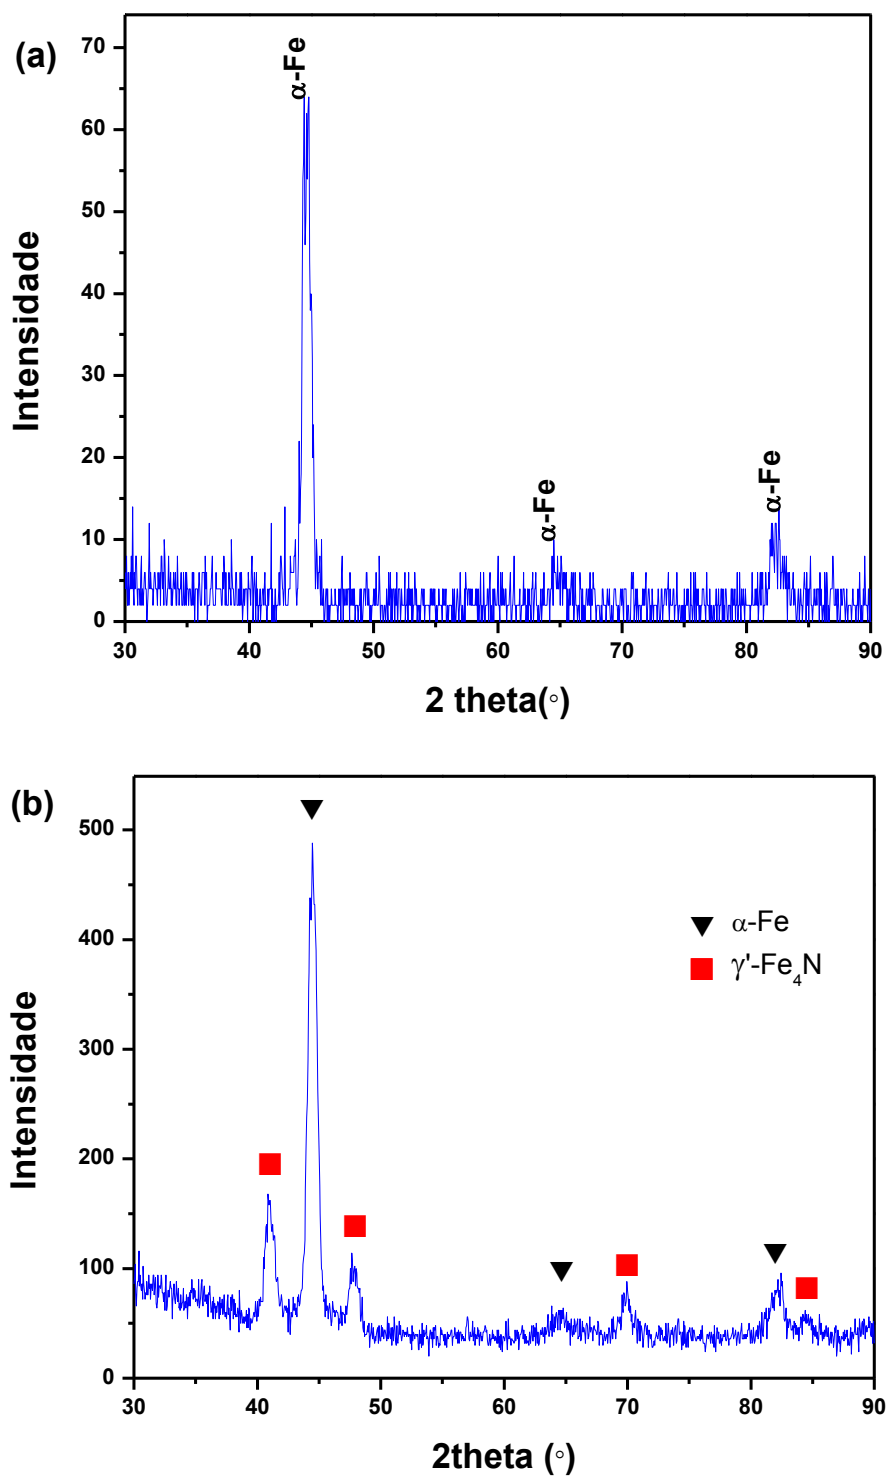 (a)
α-Fe
α-Fe
α-Fe
Intensidade
70
60
50
40
30
20
10
0
30 40 50 60 70 80 90
2 theta(◦)
(b)
Intensidade
500
400
300
200
100
0
α-Fe
γ'-Fe4N
30 40 50 60 70 80 90
2theta (◦)